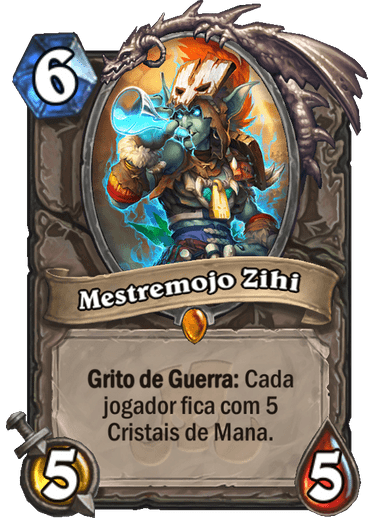 6
Mestremojo Zihi
Grito de Guerra: Cada
jogador fica com 5
Cristais de Mana.
5
5